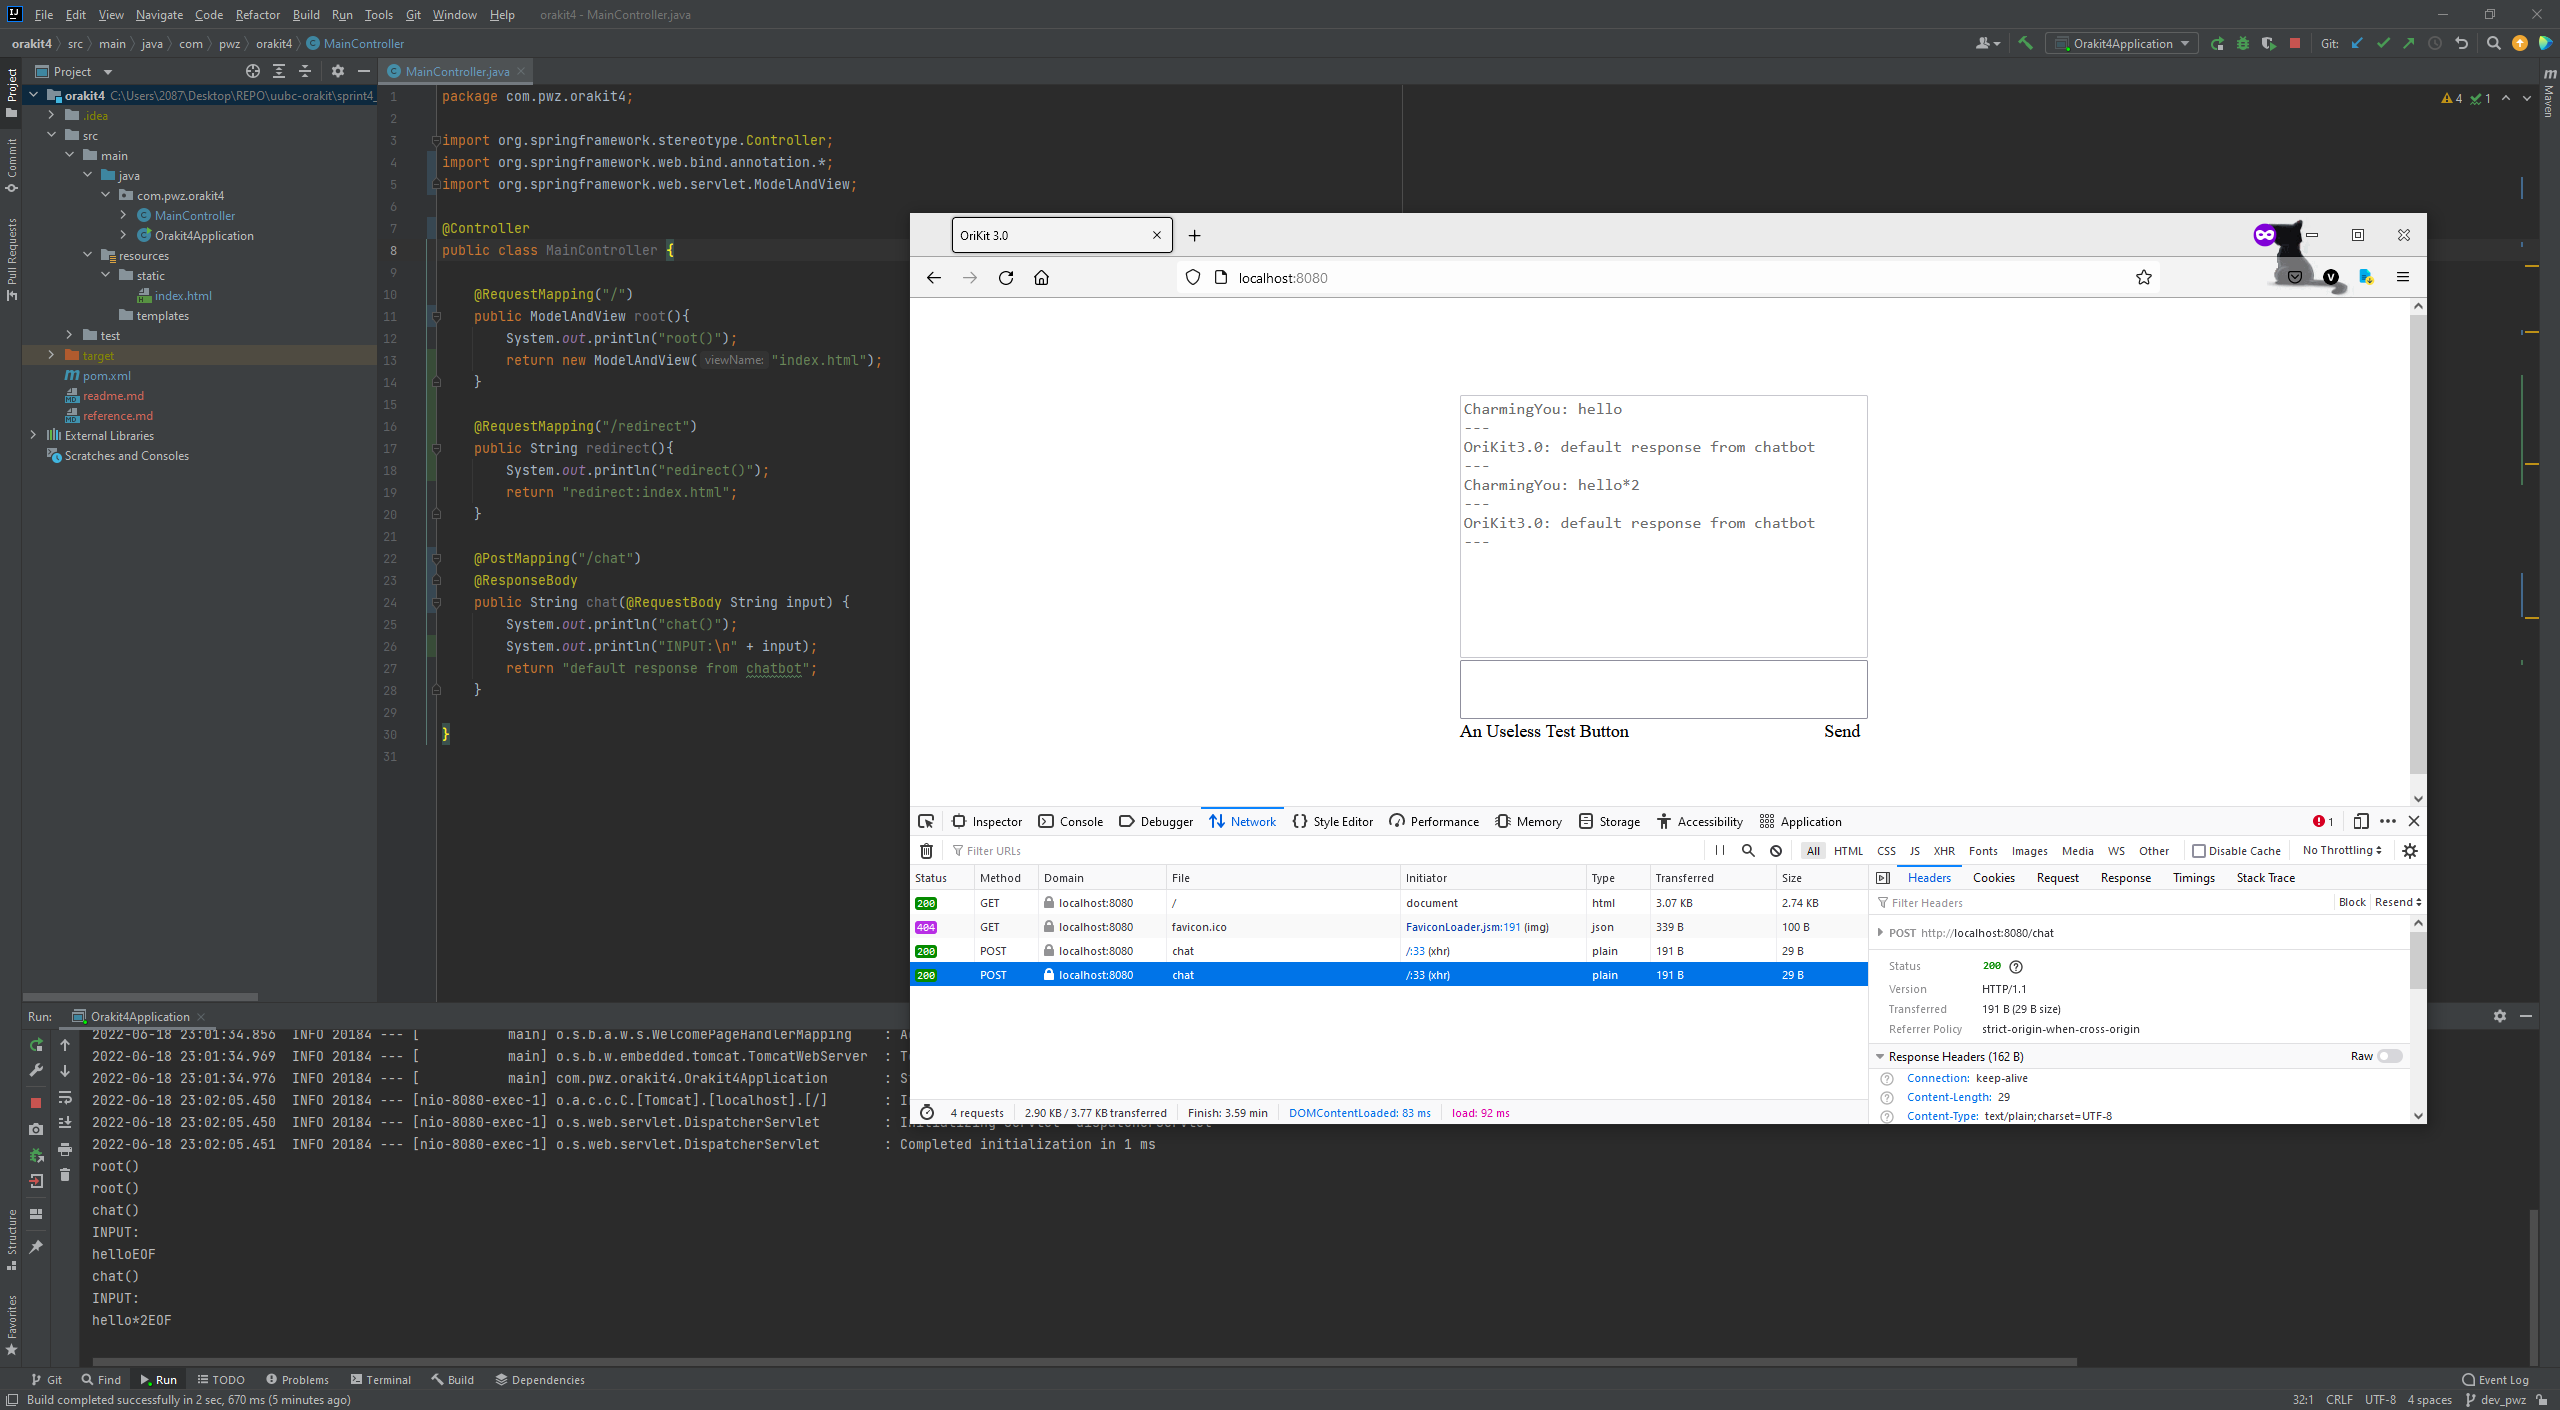 File Edit View Navigate Code Refactor Build Run Tools Git Window Help orakit4 - MainController.java
orakit4 src main java com pwz orakit4 MainController
Orakit4Application Git:
Project
MainController.java
orakit4 C:\Users\2087\Desktop\REPO\uubc-orakit\sprint4_
.idea
src
main
java
com.pwz.orakit4
MainController
Orakit4Application
resources
static
index.html
templates
test
target
pom.xml
readme.md
reference.md
External Libraries
Scratches and Consoles
Project
Commit
Pull Requests
Structure
Favorites
Maven
4 1
1 package com.pwz.orakit4;
2
3 import org.springframework.stereotype.Controller;
4 import org.springframework.web.bind.annotation.*;
5 import org.springframework.web.servlet.ModelAndView;
6
7 @Controller
8 public class MainController {
9
10 @RequestMapping("/")
11 public ModelAndView root(){
12 System.out.println("root()");
13 return new ModelAndView( viewName: "index.html");
14 }
15
16 @RequestMapping("/redirect")
17 public String redirect(){
18 System.out.println("redirect()");
19 return "redirect:index.html";
20 }
21
22 @PostMapping("/chat")
23 @ResponseBody
24 public String chat(@RequestBody String input) {
25 System.out.println("chat()");
26 System.out.println("INPUT:\n" + input);
27 return "default response from chatbot";
28 }
29
30 }
31
OriKit 3.0
localhost:8080
CharmingYou: hello
---
OriKit3.0: default response from chatbot
---
CharmingYou: hello*2
---
OriKit3.0: default response from chatbot
---
An Useless Test Button Send
Inspector Console Debugger Network Style Editor Performance Memory Storage Accessibility Application 1
Filter URLs All HTML CSS JS XHR Fonts Images Media WS Other Disable Cache No Throttling
Status Method Domain File Initiator Type Transferred Size
200 GET localhost:8080 / document html 3.07 KB 2.74 KB
404 GET localhost:8080 favicon.ico FaviconLoader.jsm:191 (img) json 339 B 100 B
200 POST localhost:8080 chat /:33 (xhr) plain 191 B 29 B
200 POST localhost:8080 chat /:33 (xhr) plain 191 B 29 B
4 requests 2.90 KB / 3.77 KB transferred Finish: 3.59 min DOMContentLoaded: 83 ms load: 92 ms
Headers Cookies Request Response Timings Stack Trace
Filter Headers Block Resend
POST http://localhost:8080/chat
Status 200
Version HTTP/1.1
Transferred 191 B (29 B size)
Referrer Policy strict-origin-when-cross-origin
Response Headers (162 B) Raw
Connection: keep-alive
Content-Length: 29
Content-Type: text/plain;charset=UTF-8
Run: Orakit4Application
2022-06-18 23:01:34.856 INFO 20184 --- [ main] o.s.b.a.w.s.WelcomePageHandlerMapping : A
2022-06-18 23:01:34.969 INFO 20184 --- [ main] o.s.b.w.embedded.tomcat.TomcatWebServer : T
2022-06-18 23:01:34.976 INFO 20184 --- [ main] com.pwz.orakit4.Orakit4Application : S
2022-06-18 23:02:05.450 INFO 20184 --- [nio-8080-exec-1] o.a.c.c.C.[Tomcat].[localhost].[/] : I
2022-06-18 23:02:05.450 INFO 20184 --- [nio-8080-exec-1] o.s.web.servlet.DispatcherServlet : Initializing Servlet 'dispatcherServlet'
2022-06-18 23:02:05.451 INFO 20184 --- [nio-8080-exec-1] o.s.web.servlet.DispatcherServlet : Completed initialization in 1 ms
root()
root()
chat()
INPUT:
helloEOF
chat()
INPUT:
hello*2EOF
Git Find Run TODO Problems Terminal Build Dependencies Event Log
Build completed successfully in 2 sec, 670 ms (5 minutes ago) 32:1 CRLF UTF-8 4 spaces dev_pwz